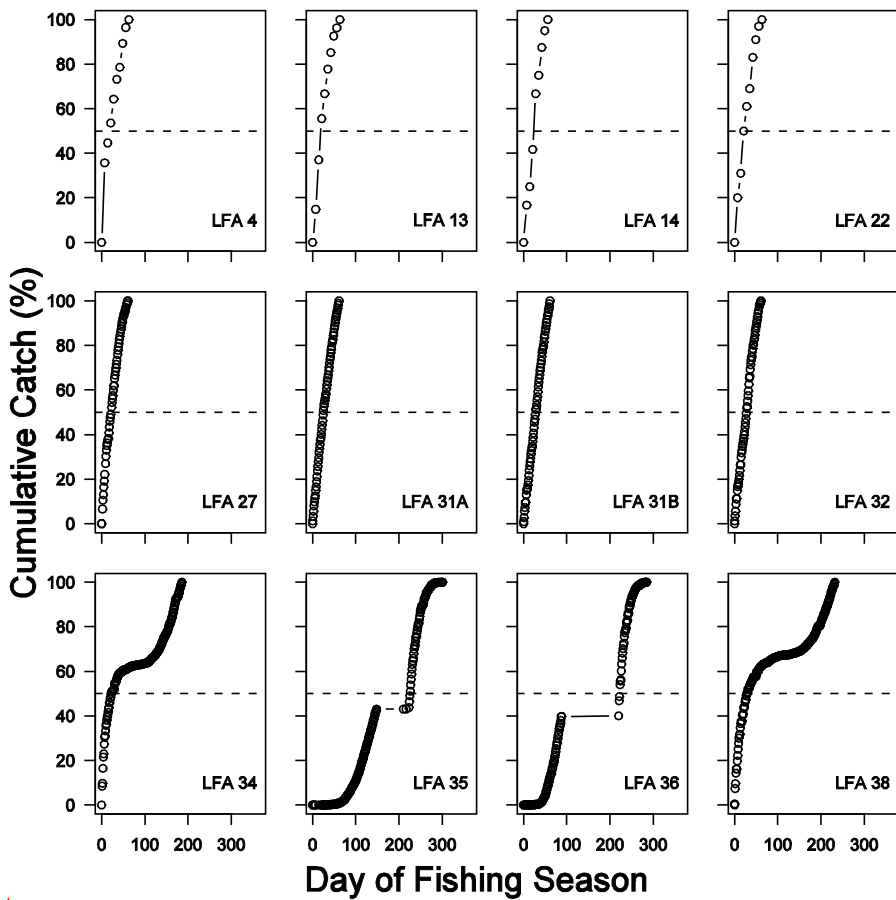 100
80
60
40
20
0
LFA 4
LFA 13
LFA 14
LFA 22
100
80
60
40
20
0
LFA 27
LFA 31A
LFA 31B
LFA 32
100
80
60
40
20
0
LFA 34
LFA 35
LFA 36
LFA 38
0 100 200 300
0 100 200 300
0 100 200 300
0 100 200 300
Cumulative Catch (%)
Day of Fishing Season